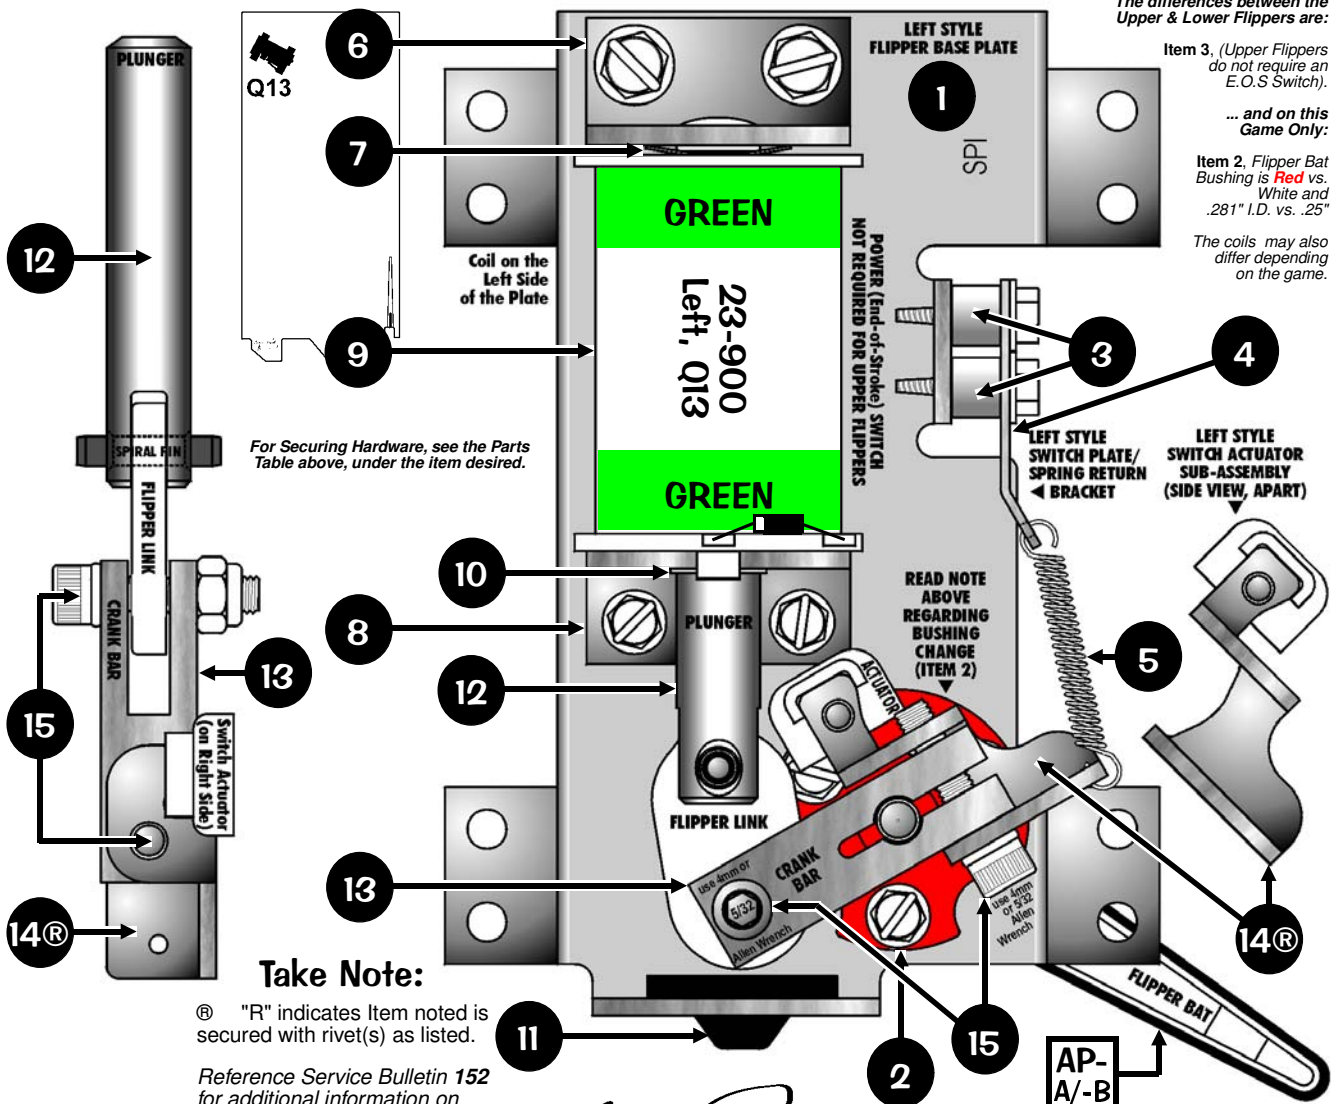 The differences between the
Upper & Lower Flippers are:
Item 3, (Upper Flippers
do not require an
E.O.S Switch).
... and on this
Game Only:
Item 2, Flipper Bat
Bushing is Red vs.
White and
.281" I.D. vs. .25"
The coils may also
differ depending
on the game.
PLUNGER
Q13
6
LEFT STYLE
FLIPPER BASE PLATE
1
7
SPI
GREEN
12
Coil on the
Left Side
of the Plate
POWER (End-of-Stroke) SWITCH
NOT REQUIRED FOR UPPER FLIPPERS
23-900
Left, Q13
9
3
4
For Securing Hardware, see the Parts
Table above, under the item desired.
SPIRAL PIN
FLIPPER LINK
LEFT STYLE
SWITCH PLATE/
SPRING RETURN
◀ BRACKET
LEFT STYLE
SWITCH ACTUATOR
SUB-ASSEMBLY
(SIDE VIEW, APART)
GREEN
10
8
PLUNGER
READ NOTE
ABOVE
REGARDING
BUSHING
CHANGE
(ITEM 2)
5
CRANK BAR
13
12
ACTUATOR
15
Switch Actuator
(on Right Side)
FLIPPER LINK
CRANK
BAR
13
use 4mm or
5/32
Allen Wrench
use 4mm
or 5/32
Allen
Wrench
14®
14®
FLIPPER BAT
Take Note:
® "R" indicates Item noted is
secured with rivet(s) as listed.
11
15
2
AP-
A/-B
Reference Service Bulletin 152
for additional information on